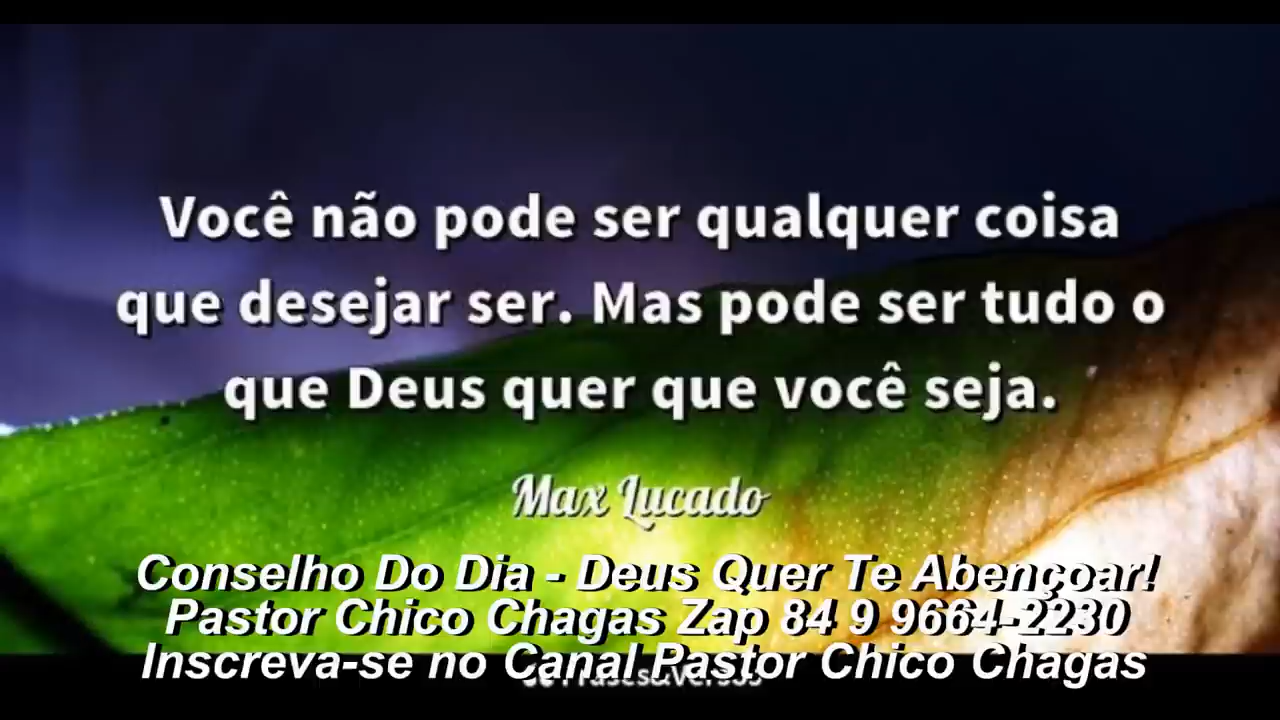 Você não pode ser qualquer coisa
que desejar ser. Mas pode ser tudo o
que Deus quer que você seja.
Max Lucado
Conselho Do Dia - Deus Quer Te Abençoar!
Pastor Chico Chagas Zap 84 9 9664-2230
Inscreva-se no Canal Pastor Chico Chagas